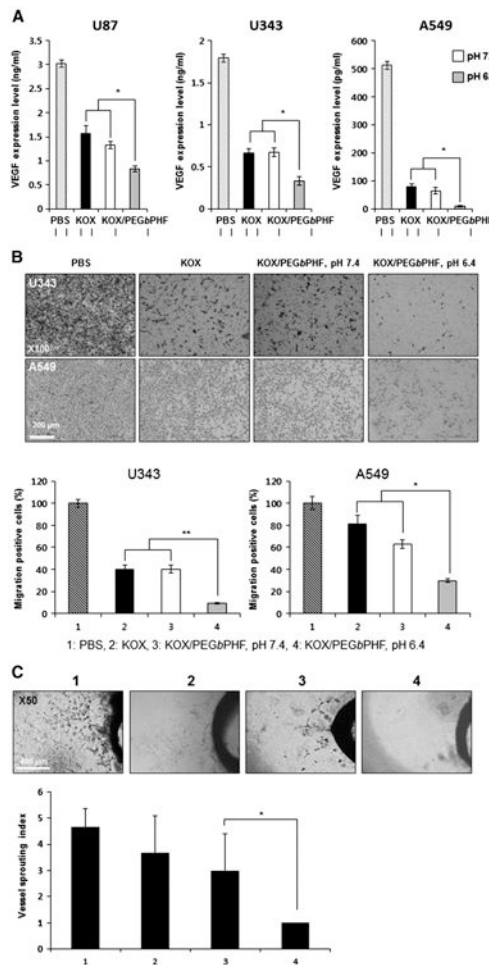 A
U87
U343
A549
VEGF expression level (ng/ml)
3.5
3
2.5
2
1.5
1
0.5
0
*
PBS KOX KOX/PEGbPHF
VEGF expression level (ng/ml)
2
1.5
1
0.5
0
*
PBS KOX KOX/PEGbPHF
VEGF expression level (pg/ml)
600
500
400
300
200
100
0
*
PBS KOX KOX/PEGbPHF
pH 7.
pH 6.
B
PBS KOX KOX/PEGbPHF, pH 7.4 KOX/PEGbPHF, pH 6.4
U343
X100
A549
200 μm
U343
Migration positive cells (%)
120
100
80
60
40
20
0
**
1 2 3 4
A549
Migration positive cells (%)
120
100
80
60
40
20
0
*
1 2 3 4
1: PBS, 2: KOX, 3: KOX/PEGbPHF, pH 7.4, 4: KOX/PEGbPHF, pH 6.4
C
1 2 3 4
X50
Vessel sprouting index
6
5
4
3
2
1
0
*
1 2 3 4